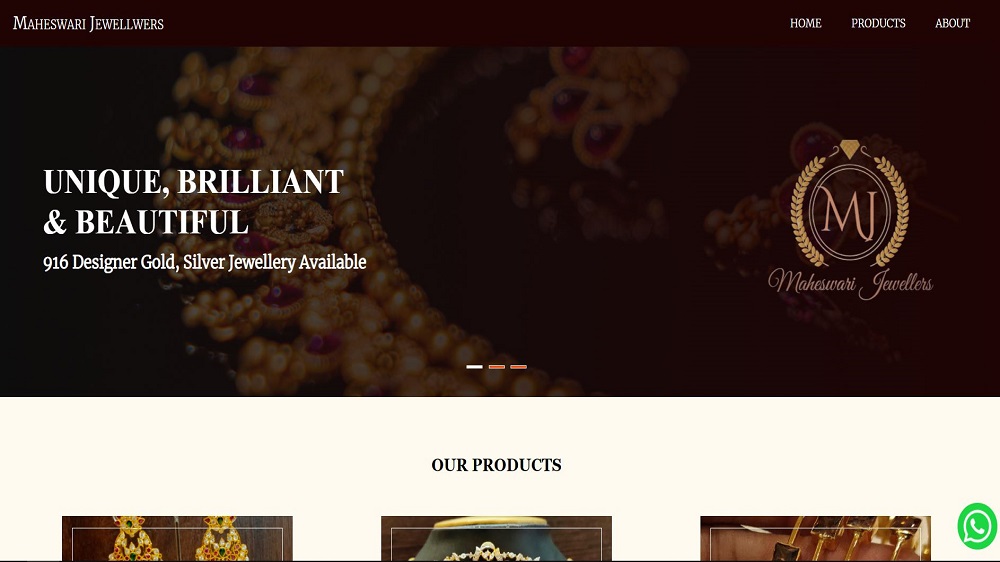 Maheswari Jewellwers
HOME PRODUCTS ABOUT
UNIQUE, BRILLIANT
& BEAUTIFUL
916 Designer Gold, Silver Jewellery Available
MJ
Maheswari Jewellers
OUR PRODUCTS